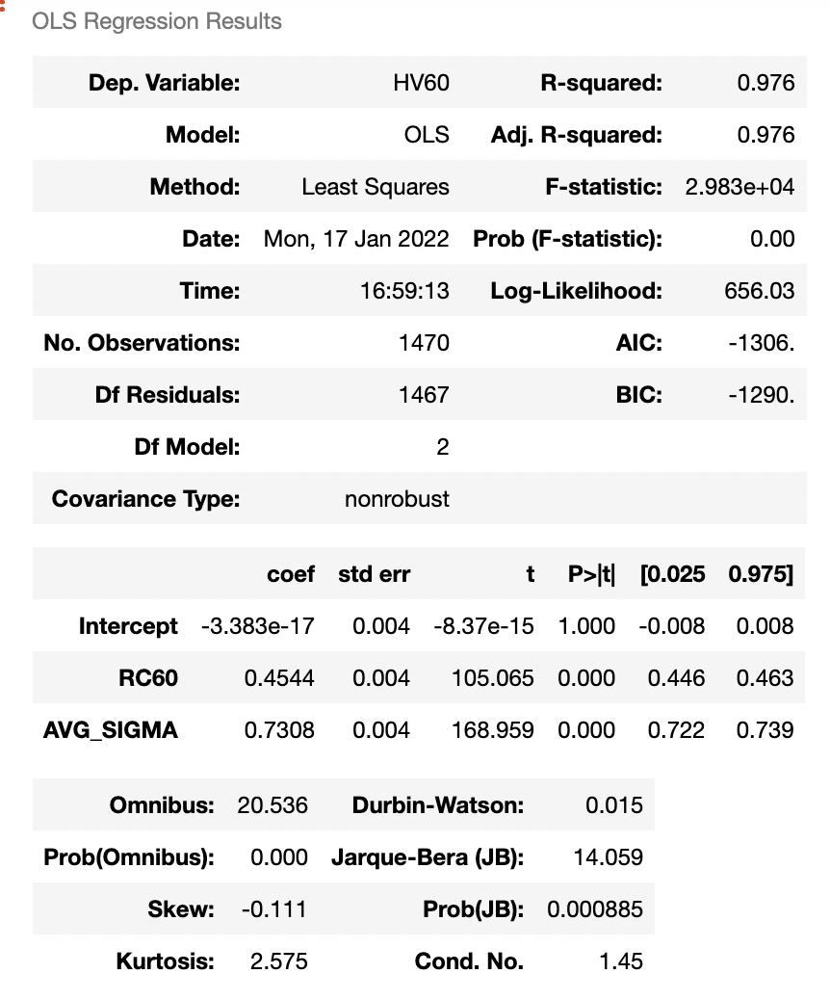 OLS Regression Results
Dep. Variable: HV60 R-squared: 0.976
Model: OLS Adj. R-squared: 0.976
Method: Least Squares F-statistic: 2.983e+04
Date: Mon, 17 Jan 2022 Prob (F-statistic): 0.00
Time: 16:59:13 Log-Likelihood: 656.03
No. Observations: 1470 AIC: -1306.
Df Residuals: 1467 BIC: -1290.
Df Model: 2
Covariance Type: nonrobust
coef std err t P>|t| [0.025 0.975]
Intercept -3.383e-17 0.004 -8.37e-15 1.000 -0.008 0.008
RC60 0.4544 0.004 105.065 0.000 0.446 0.463
AVG_SIGMA 0.7308 0.004 168.959 0.000 0.722 0.739
Omnibus: 20.536 Durbin-Watson: 0.015
Prob(Omnibus): 0.000 Jarque-Bera (JB): 14.059
Skew: -0.111 Prob(JB): 0.000885
Kurtosis: 2.575 Cond. No. 1.45